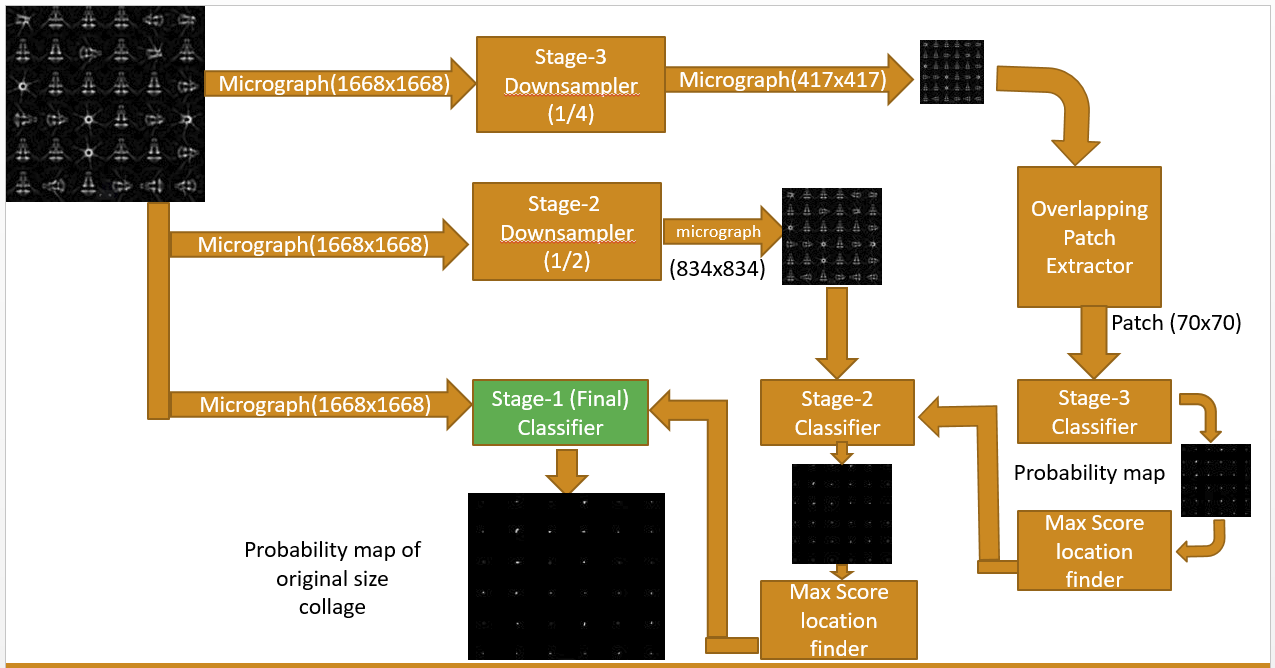 Micrograph(1668x1668)
Stage-3
Downsampler
(1/4)
Micrograph(417x417)
Micrograph(1668x1668)
Stage-2
Downsampler
(1/2)
micrograph
(834x834)
Overlapping
Patch
Extractor
Patch (70x70)
Micrograph(1668x1668)
Stage-1 (Final)
Classifier
Stage-2
Classifier
Stage-3
Classifier
Probability map
Max Score
location
finder
Probability map of
original size
collage
Max Score
location
finder